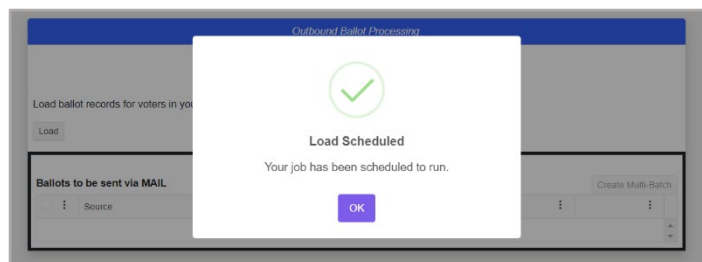 Outbound Ballot Processing
Load ballot records for voters in you
Load
Load Scheduled
Your job has been scheduled to run.
OK
Ballots to be sent via MAIL
Create Multi-Batch
Source